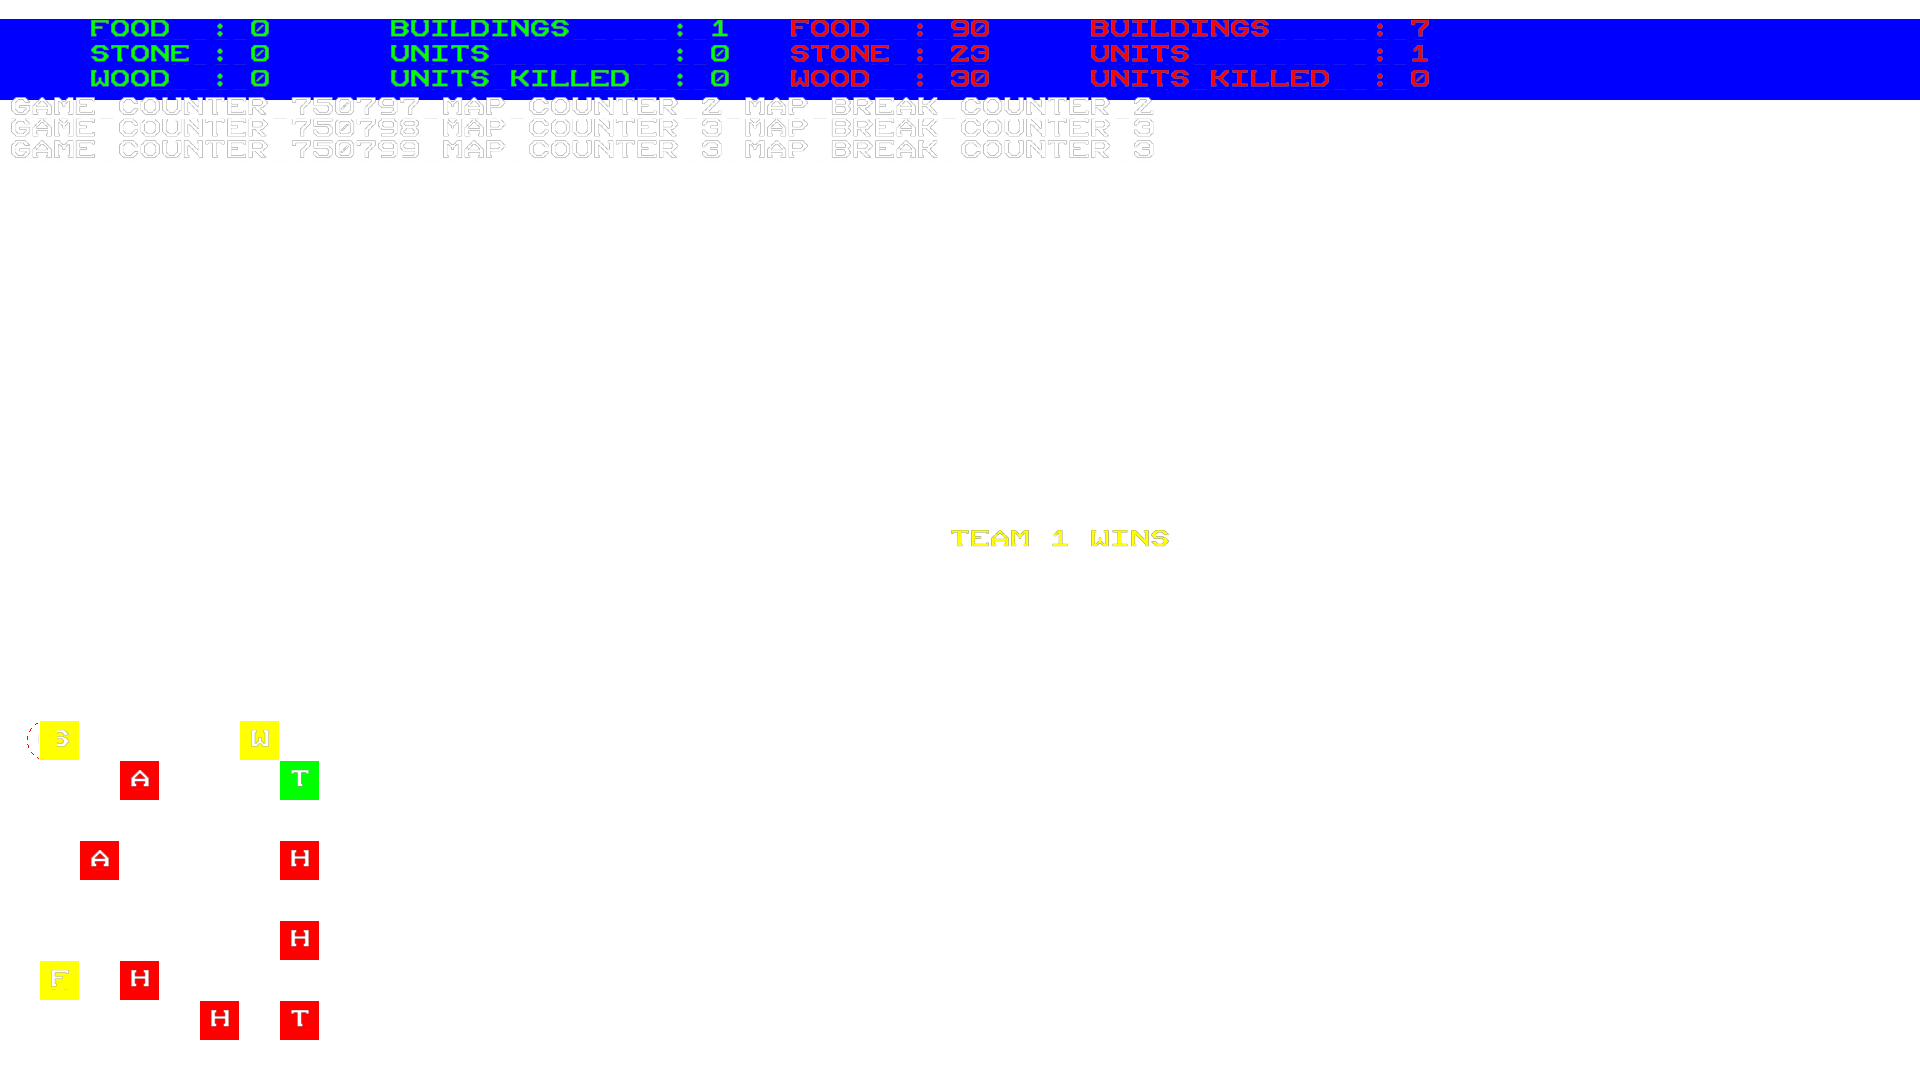 FOOD : 0 BUILDINGS : 1 FOOD : 90 BUILDINGS : 7
STONE : 0 UNITS : 0 STONE : 23 UNITS : 1
WOOD : 0 UNITS KILLED : 0 WOOD : 30 UNITS KILLED : 0
GAME COUNTER 750797 MAP COUNTER 2 MAP BREAK COUNTER 2
GAME COUNTER 750798 MAP COUNTER 3 MAP BREAK COUNTER 3
GAME COUNTER 750799 MAP COUNTER 3 MAP BREAK COUNTER 3
TEAM 1 WINS
3 W
A T
A H
H
F H
H T